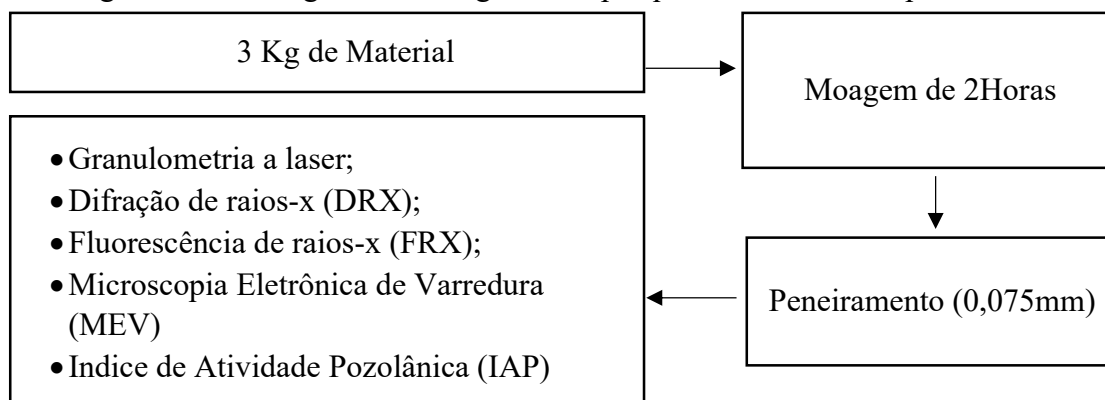 3 Kg de Material
Moagem de 2Horas
Peneiramento (0,075mm)
• Granulometria a laser;
• Difração de raios-x (DRX);
• Fluorescência de raios-x (FRX);
• Microscopia Eletrônica de Varredura
(MEV)
• Indice de Atividade Pozolânica (IAP)